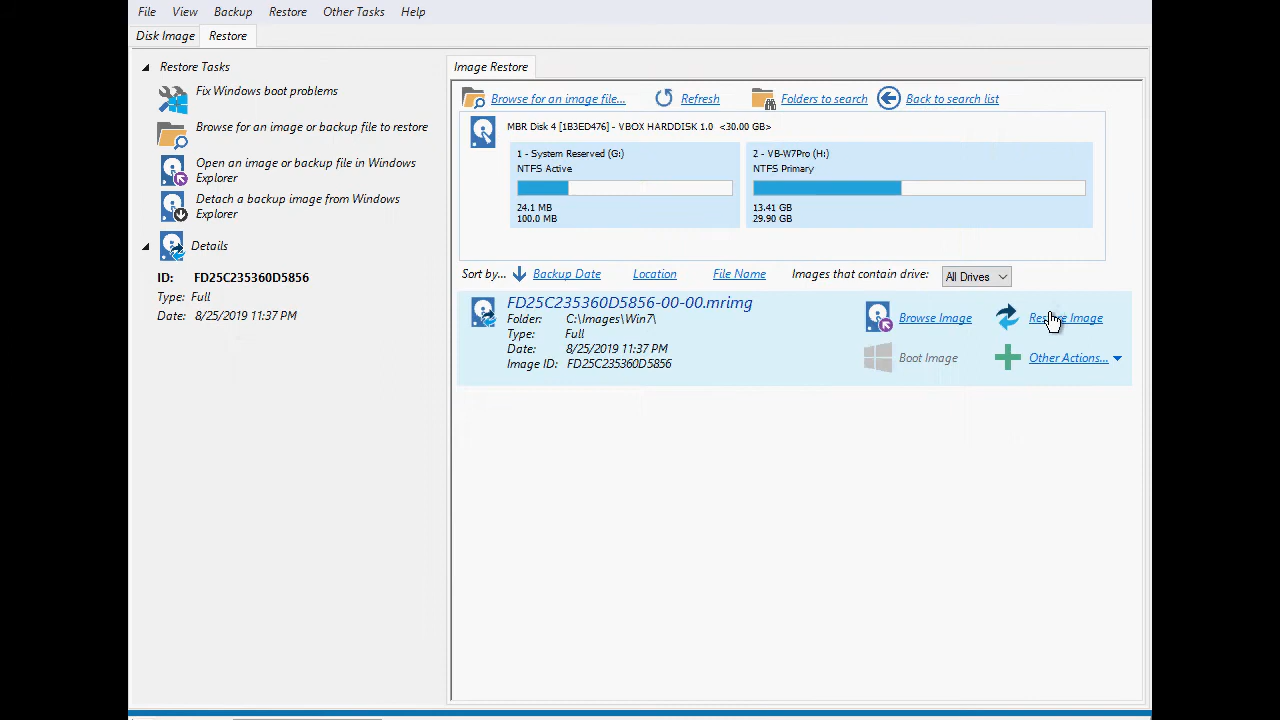 File View Backup Restore Other Tasks Help
Disk Image Restore
Restore Tasks
Fix Windows boot problems
Browse for an image or backup file to restore
Open an image or backup file in Windows
Explorer
Detach a backup image from Windows
Explorer
Details
ID: FD25C235360D5856
Type: Full
Date: 8/25/2019 11:37 PM
Image Restore
Browse for an image file... Refresh Folders to search Back to search list
MBR Disk 4 [1B3ED476] - VBOX HARDDISK 1.0 <30.00 GB>
1 - System Reserved (G:)
NTFS Active
24.1 MB
100.0 MB
2 - VB-W7Pro (H:)
NTFS Primary
13.41 GB
29.90 GB
Sort by... Backup Date Location File Name Images that contain drive: All Drives
FD25C235360D5856-00-00.mrimg
Folder: C:\Images\Win7\
Type: Full
Date: 8/25/2019 11:37 PM
Image ID: FD25C235360D5856
Browse Image Restore Image
Boot Image Other Actions...